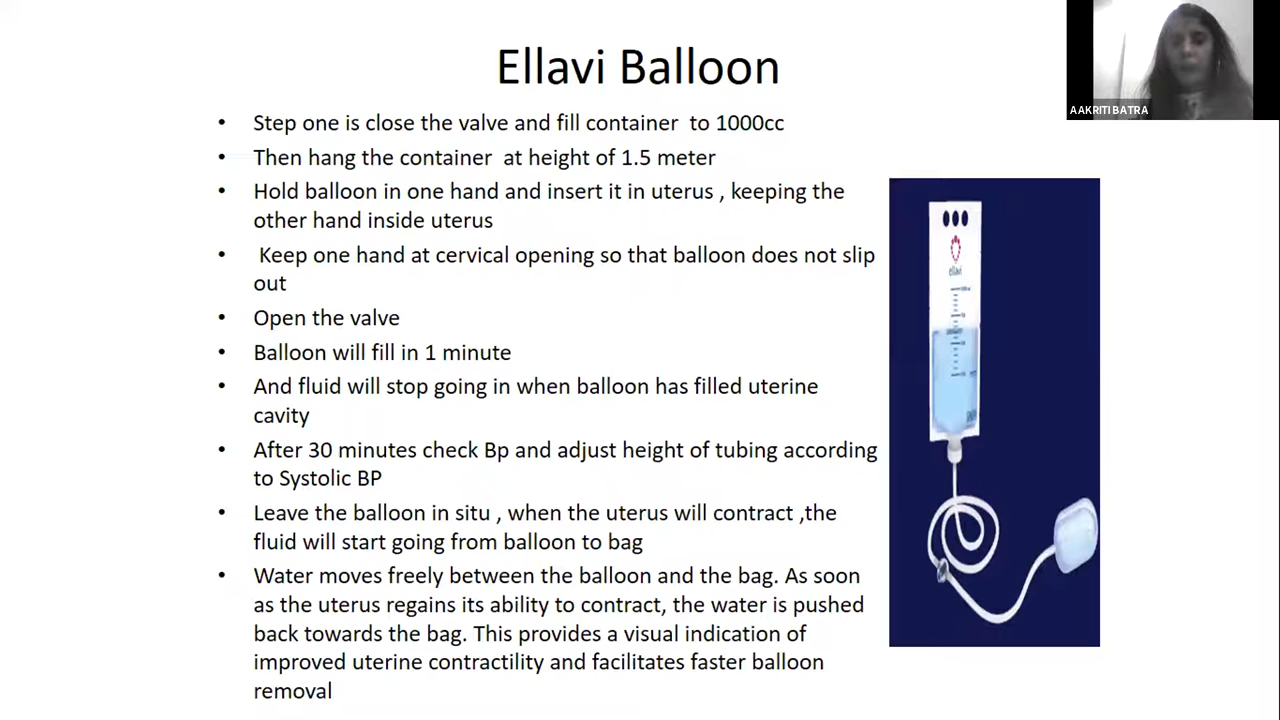 Ellavi Balloon
AAKRITI BATRA
• Step one is close the valve and fill container to 1000cc
• Then hang the container at height of 1.5 meter
• Hold balloon in one hand and insert it in uterus , keeping the
other hand inside uterus
• Keep one hand at cervical opening so that balloon does not slip
out
• Open the valve
• Balloon will fill in 1 minute
• And fluid will stop going in when balloon has filled uterine
cavity
• After 30 minutes check Bp and adjust height of tubing according
to Systolic BP
• Leave the balloon in situ , when the uterus will contract ,the
fluid will start going from balloon to bag
• Water moves freely between the balloon and the bag. As soon
as the uterus regains its ability to contract, the water is pushed
back towards the bag. This provides a visual indication of
improved uterine contractility and facilitates faster balloon
removal
ellavi